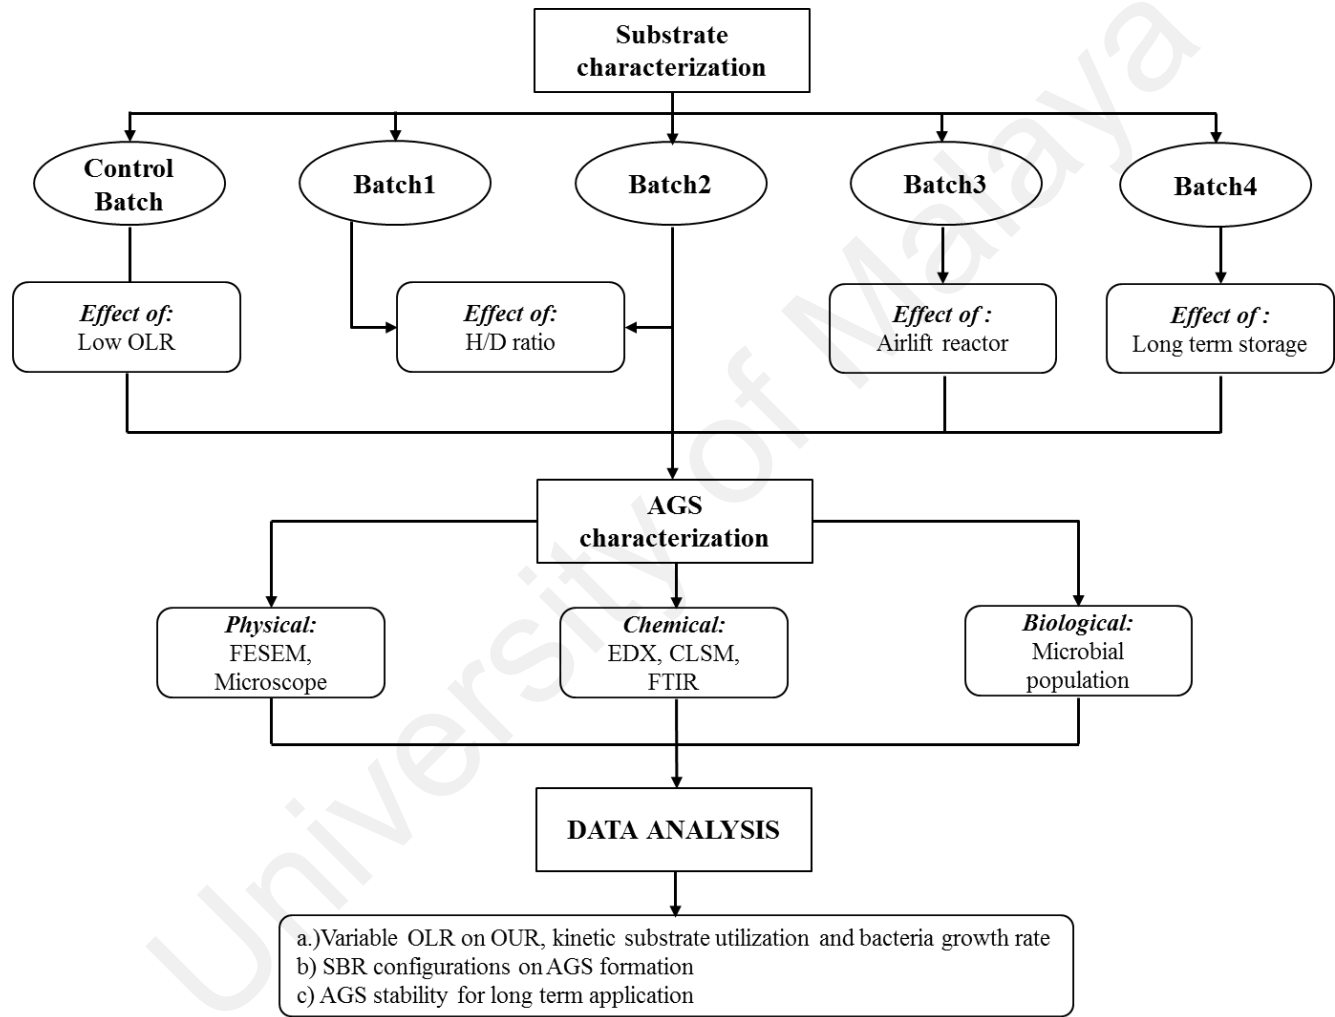 Substrate
characterization
Control
Batch
Batch1
Batch2
Batch3
Batch4
Effect of:
Low OLR
Effect of:
H/D ratio
Effect of :
Airlift reactor
Effect of :
Long term storage
AGS
characterization
Physical:
FESEM,
Microscope
Chemical:
EDX, CLSM,
FTIR
Biological:
Microbial
population
DATA ANALYSIS
a.)Variable OLR on OUR, kinetic substrate utilization and bacteria growth rate
b) SBR configurations on AGS formation
c) AGS stability for long term application
University of Malaya